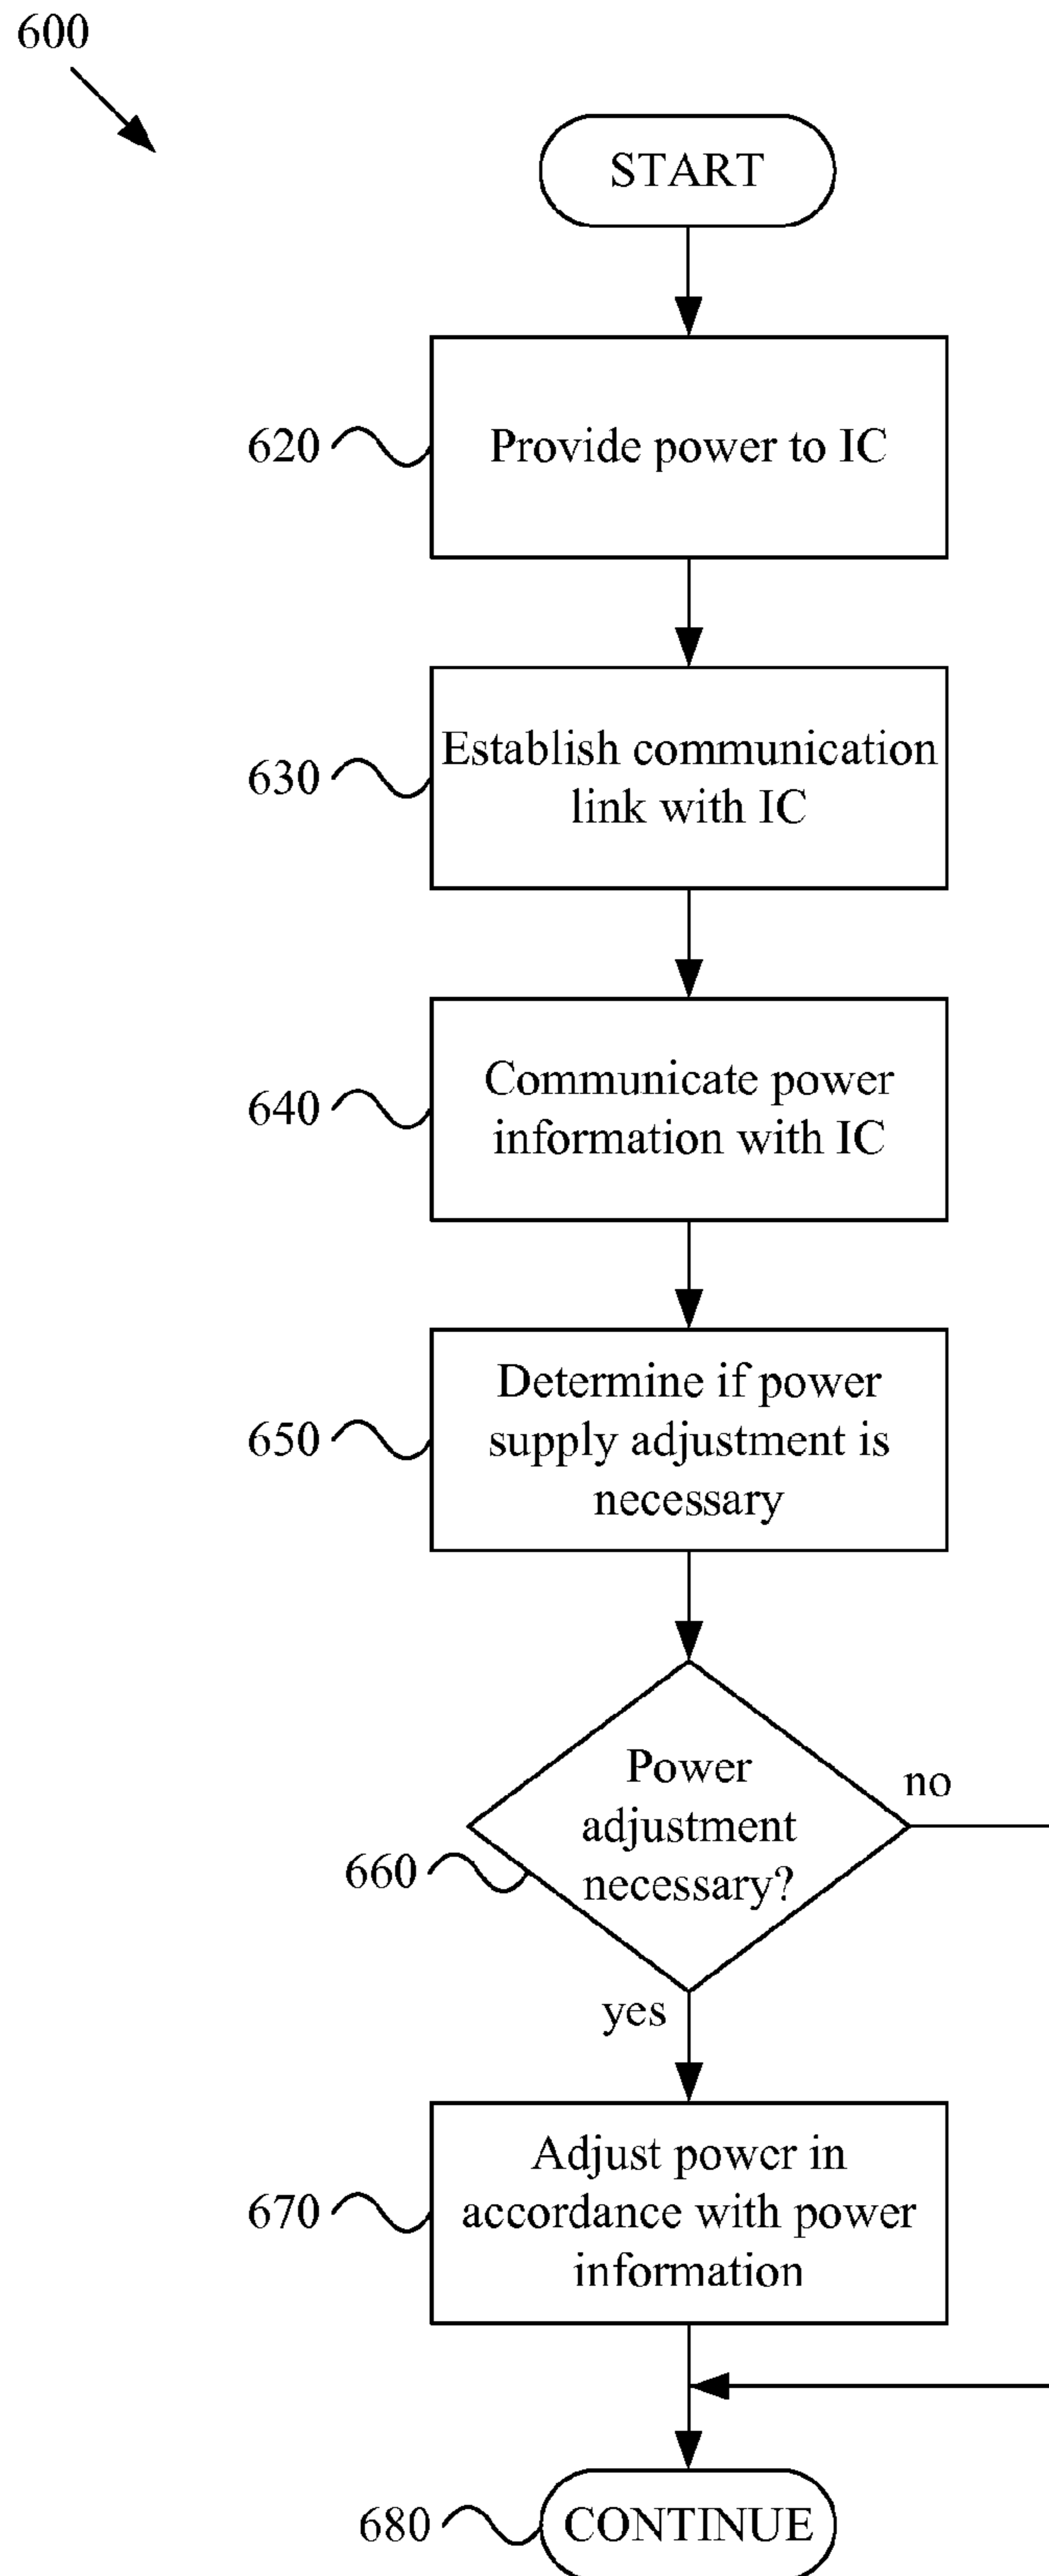 600
START
620
Provide power to IC
630
Establish communication
link with IC
640
Communicate power
information with IC
650
Determine if power
supply adjustment is
necessary
660
Power
adjustment
necessary?
no
yes
670
Adjust power in
accordance with power
information
680
CONTINUE